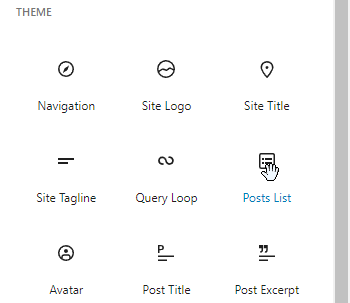 THEME
Navigation Site Logo Site Title
Site Tagline Query Loop Posts List
Avatar Post Title Post Excerpt